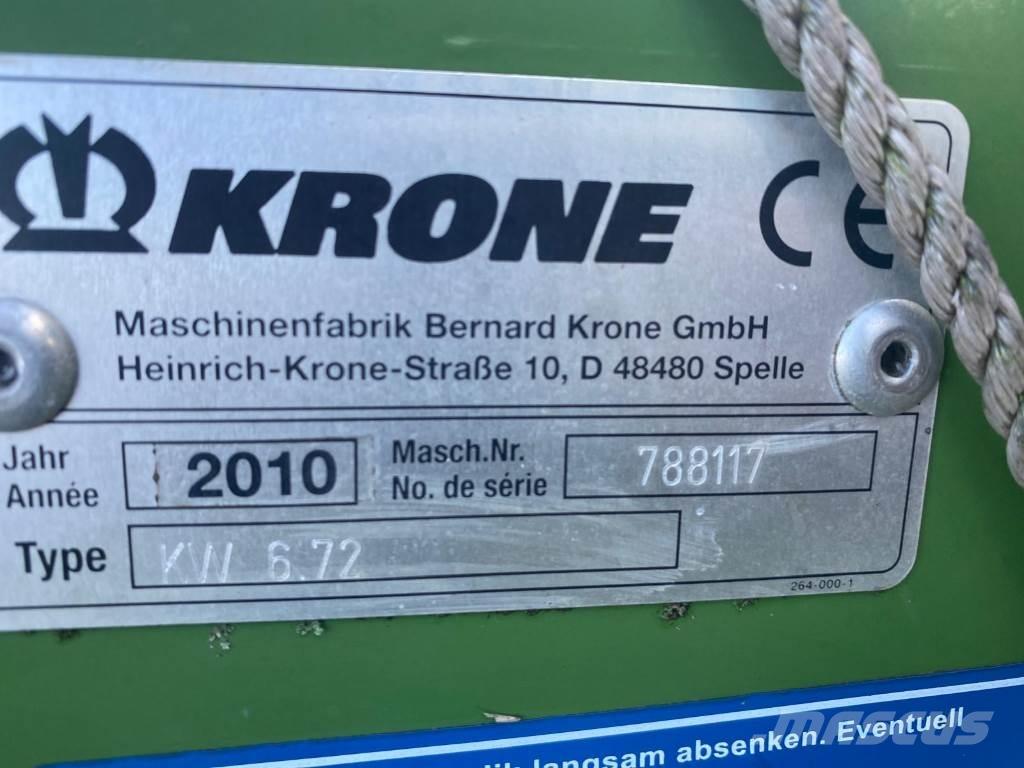 KRONE CE
Maschinenfabrik Bernard Krone GmbH
Heinrich-Krone-Straße 10, D 48480 Spelle
Jahr
Année
2010
Masch.Nr.
No. de série
788117
Type
KW 6.72
264-000-1
langsam absenken. Eventuell
MASCUS